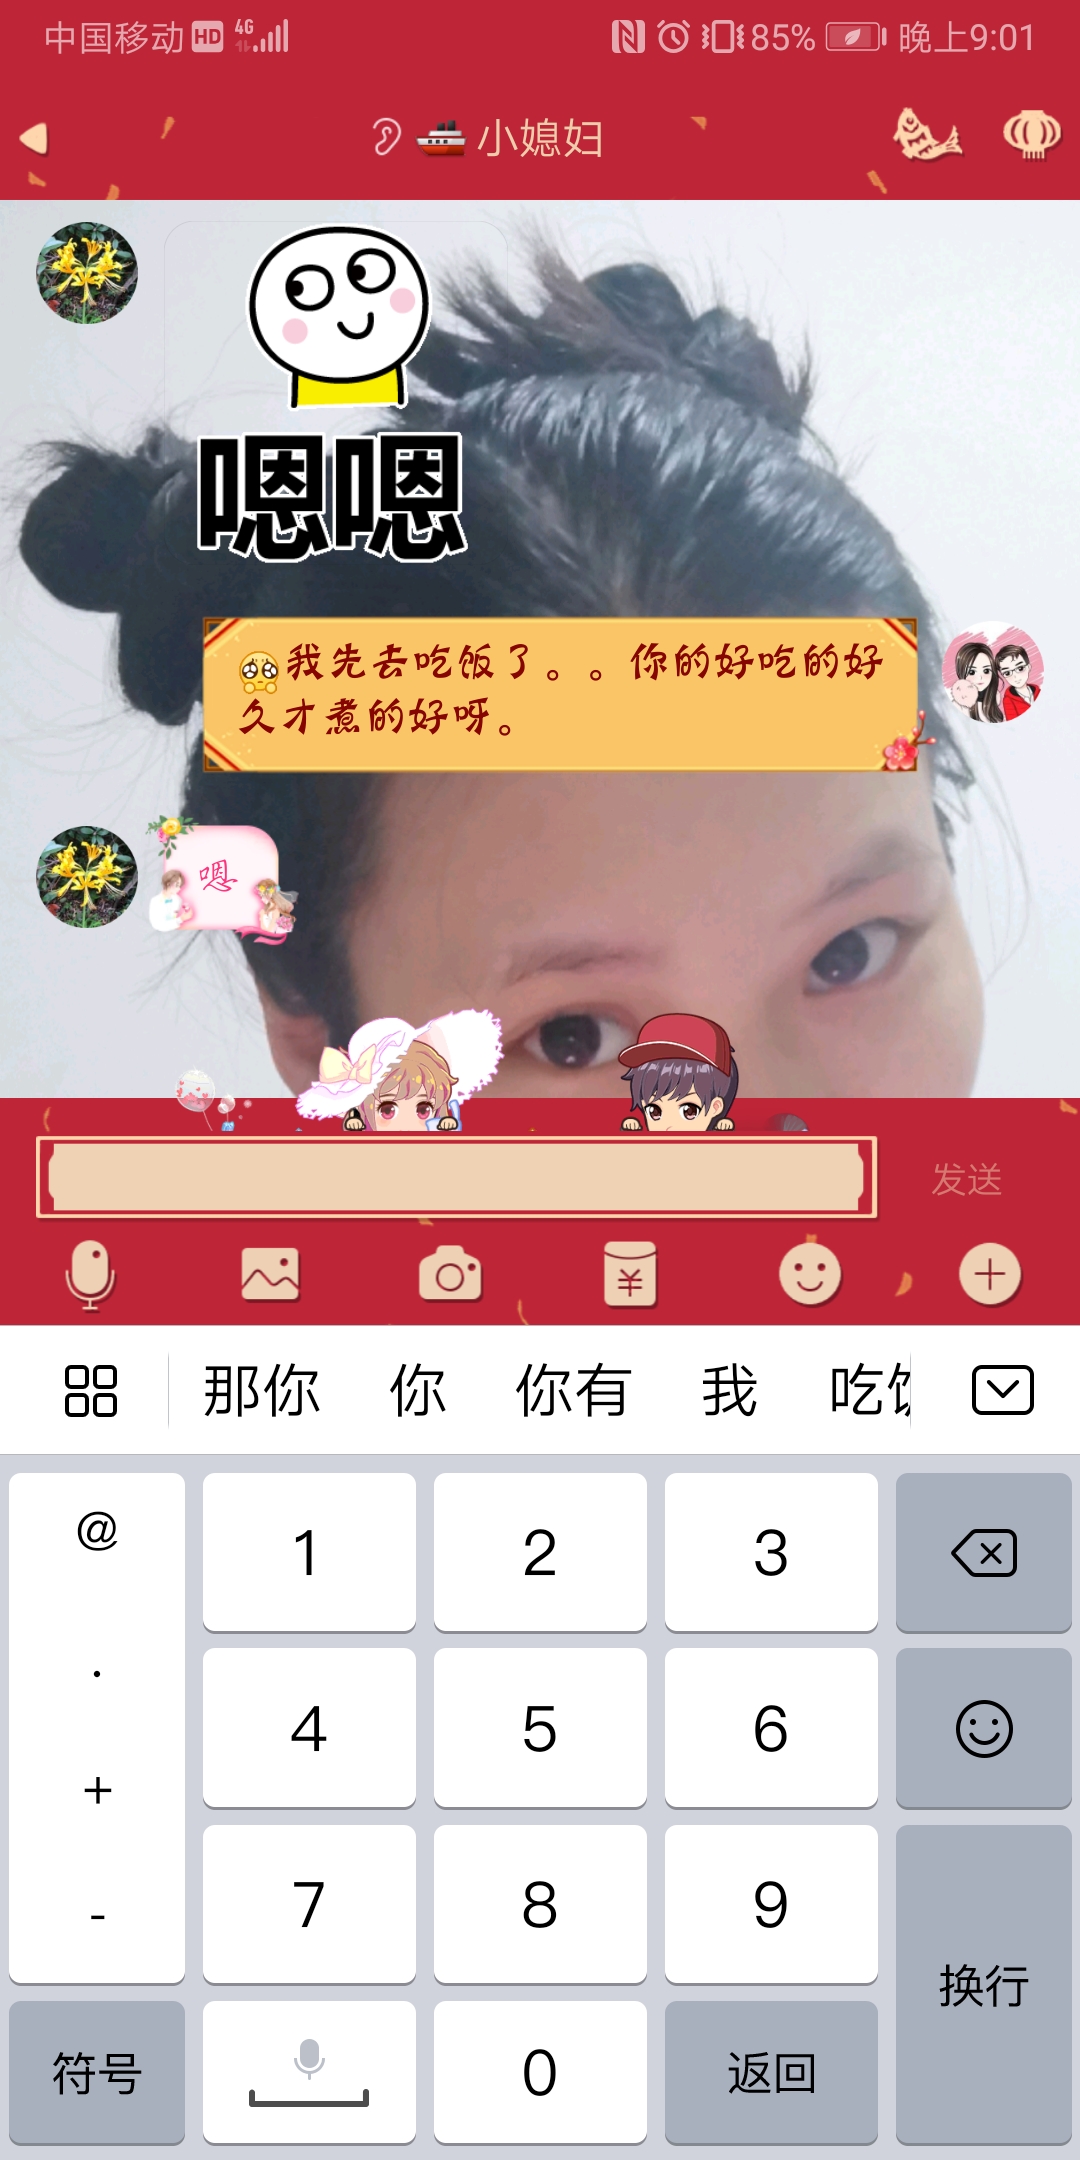 中国移动 HD 4G 85% 晚上9:01
小媳妇
嗯嗯
我先去吃饭了。。你的好吃的好
久才煮的好呀。
嗯
发送
那你 你 你有 我 吃饭
@ 1 2 3
. 4 5 6
+
- 7 8 9
换行
符号 0 返回